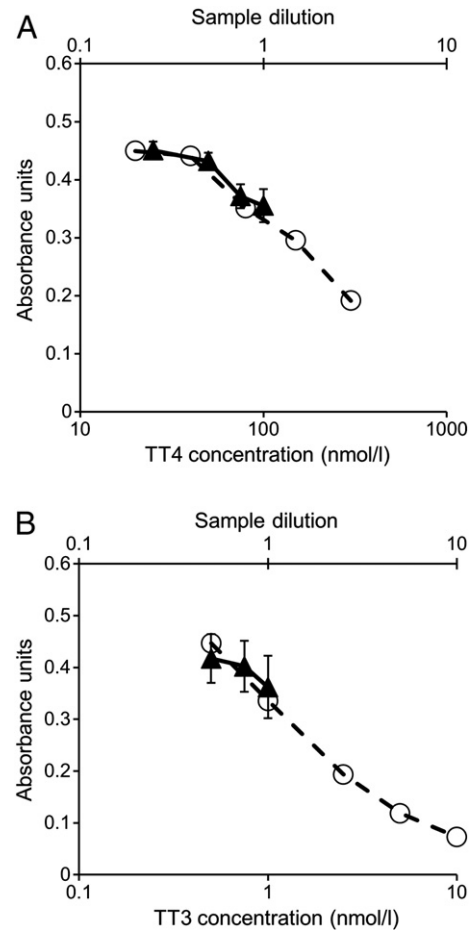 A
Sample dilution
0.1 1 10
0.6
0.5
0.4
0.3
0.2
0.1
0
Absorbance units
10 100 1000
TT4 concentration (nmol/l)
B
Sample dilution
0.1 1 10
0.6
0.5
0.4
0.3
0.2
0.1
0
Absorbance units
0.1 1 10
TT3 concentration (nmol/l)